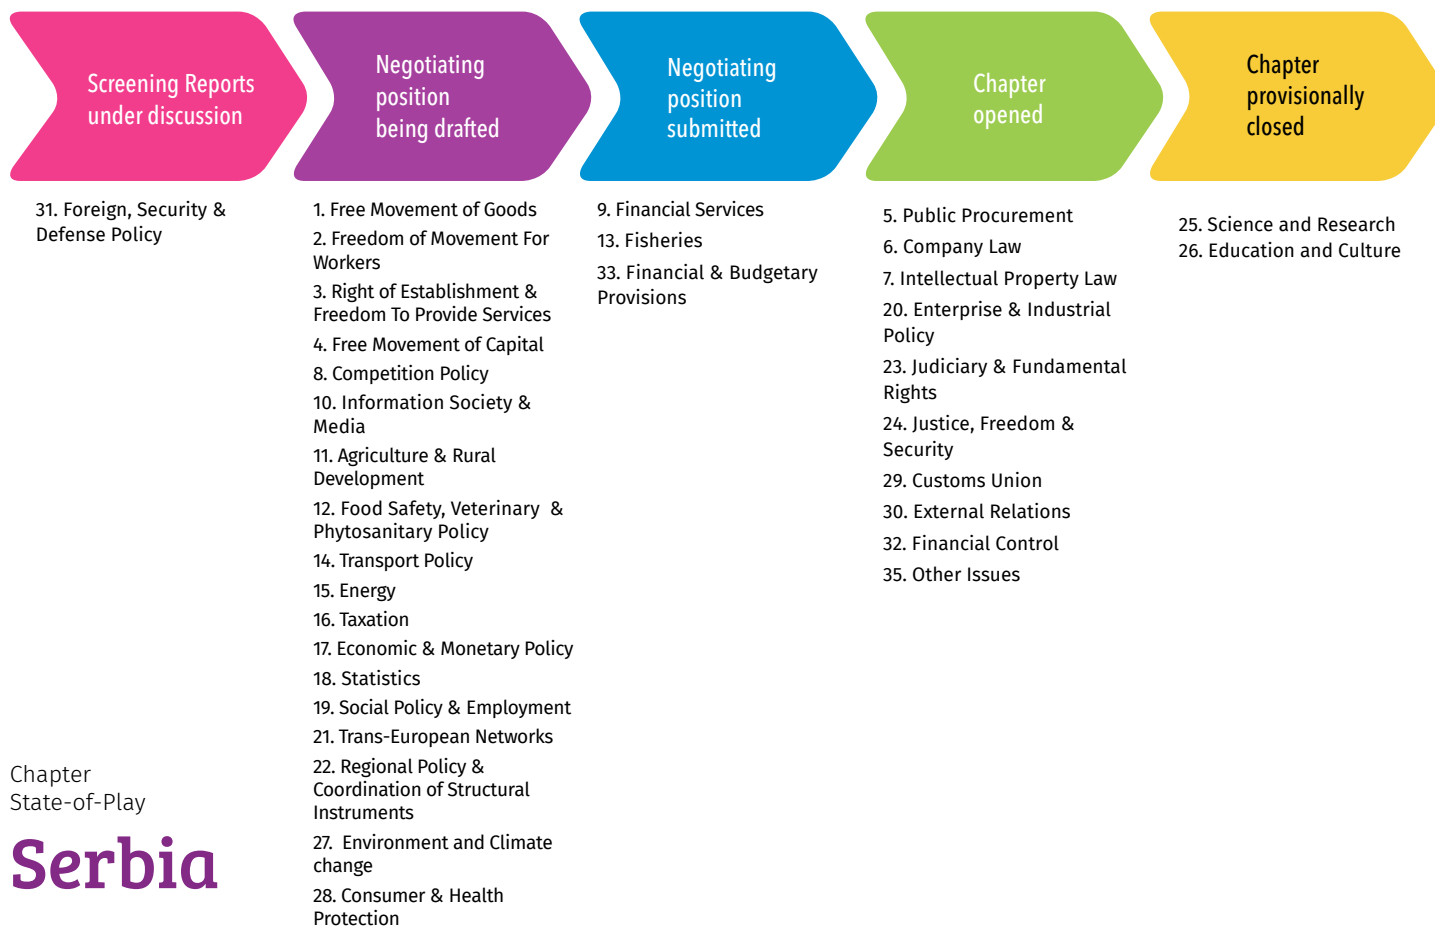 Screening Reports
under discussion
Negotiating
position
being drafted
Negotiating
position
submitted
Chapter
opened
Chapter
provisionally
closed
31. Foreign, Security &
Defense Policy
1. Free Movement of Goods
2. Freedom of Movement For
Workers
3. Right of Establishment &
Freedom To Provide Services
4. Free Movement of Capital
8. Competition Policy
10. Information Society &
Media
11. Agriculture & Rural
Development
12. Food Safety, Veterinary &
Phytosanitary Policy
14. Transport Policy
15. Energy
16. Taxation
17. Economic & Monetary Policy
18. Statistics
19. Social Policy & Employment
21. Trans-European Networks
22. Regional Policy &
Coordination of Structural
Instruments
27. Environment and Climate
change
28. Consumer & Health
Protection
9. Financial Services
13. Fisheries
33. Financial & Budgetary
Provisions
5. Public Procurement
6. Company Law
7. Intellectual Property Law
20. Enterprise & Industrial
Policy
23. Judiciary & Fundamental
Rights
24. Justice, Freedom &
Security
29. Customs Union
30. External Relations
32. Financial Control
35. Other Issues
25. Science and Research
26. Education and Culture
Chapter
State-of-Play
Serbia